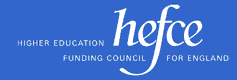 hefce
HIGHER EDUCATION
FUNDING COUNCIL FOR ENGLAND